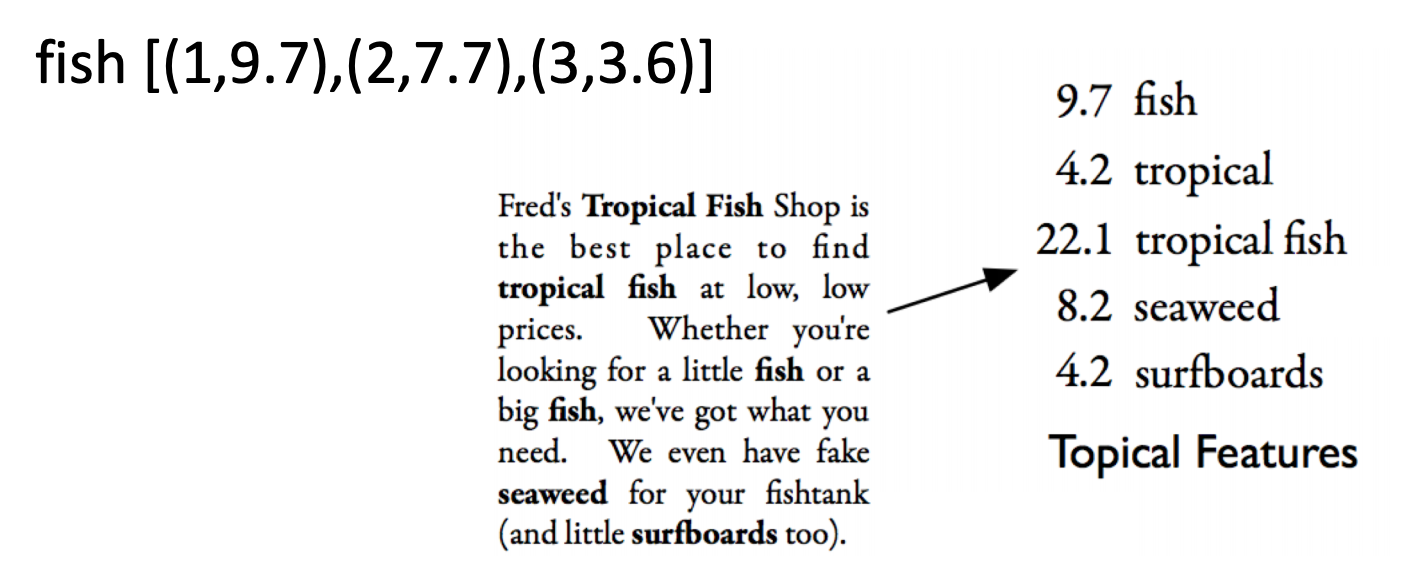 fish [(1,9.7),(2,7.7),(3,3.6)]
Fred's Tropical Fish Shop is
the best place to find
tropical fish at low, low
prices. Whether you're
looking for a little fish or a
big fish, we've got what you
need. We even have fake
seaweed for your fishtank
(and little surfboards too).
9.7 fish
4.2 tropical
22.1 tropical fish
8.2 seaweed
4.2 surfboards
Topical Features